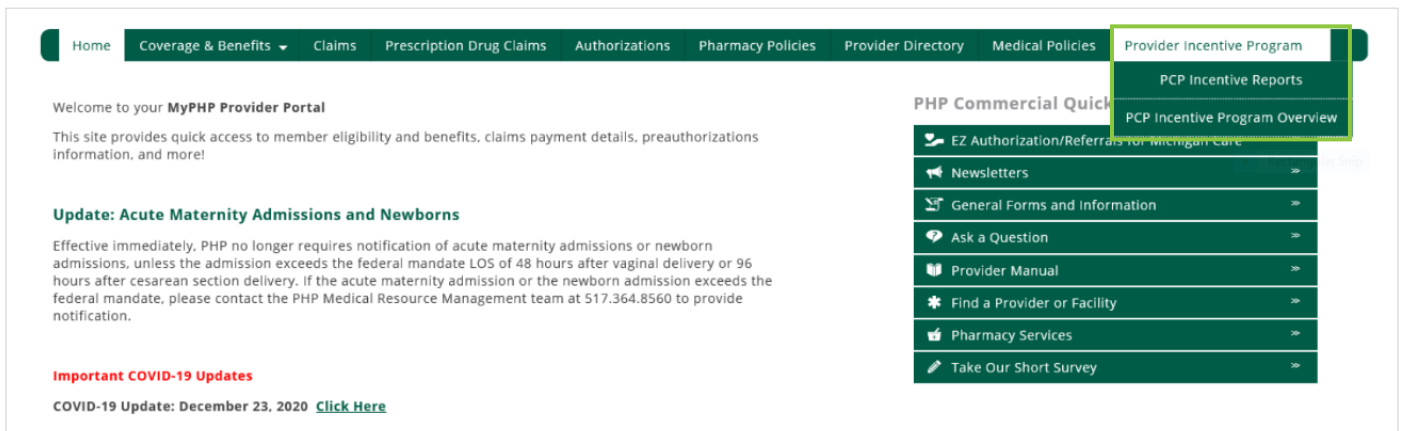 Home Coverage & Benefits Claims Prescription Drug Claims Authorizations Pharmacy Policies Provider Directory Medical Policies Provider Incentive Program
PCP Incentive Reports
PCP Incentive Program Overview
Welcome to your MyPHP Provider Portal
This site provides quick access to member eligibility and benefits, claims payment details, preauthorizations
information, and more!
Update: Acute Maternity Admissions and Newborns
Effective immediately, PHP no longer requires notification of acute maternity admissions or newborn
admissions, unless the admission exceeds the federal mandate LOS of 48 hours after vaginal delivery or 96
hours after cesarean section delivery. If the acute maternity admission or the newborn admission exceeds the
federal mandate, please contact the PHP Medical Resource Management team at 517.364.8560 to provide
notification.
Important COVID-19 Updates
COVID-19 Update: December 23, 2020 Click Here
PHP Commercial Quick
EZ Authorization/Referrals for Michigan Care
Newsletters
General Forms and Information
Ask a Question
Provider Manual
Find a Provider or Facility
Pharmacy Services
Take Our Short Survey